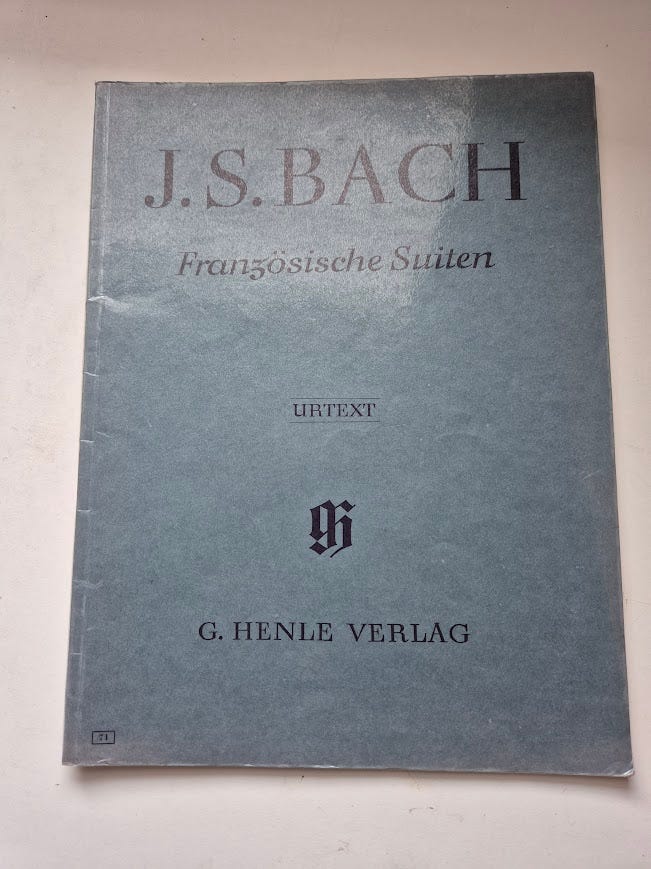 J. S. BACH
Französische Suiten
URTEXT
G. HENLE VERLAG
71